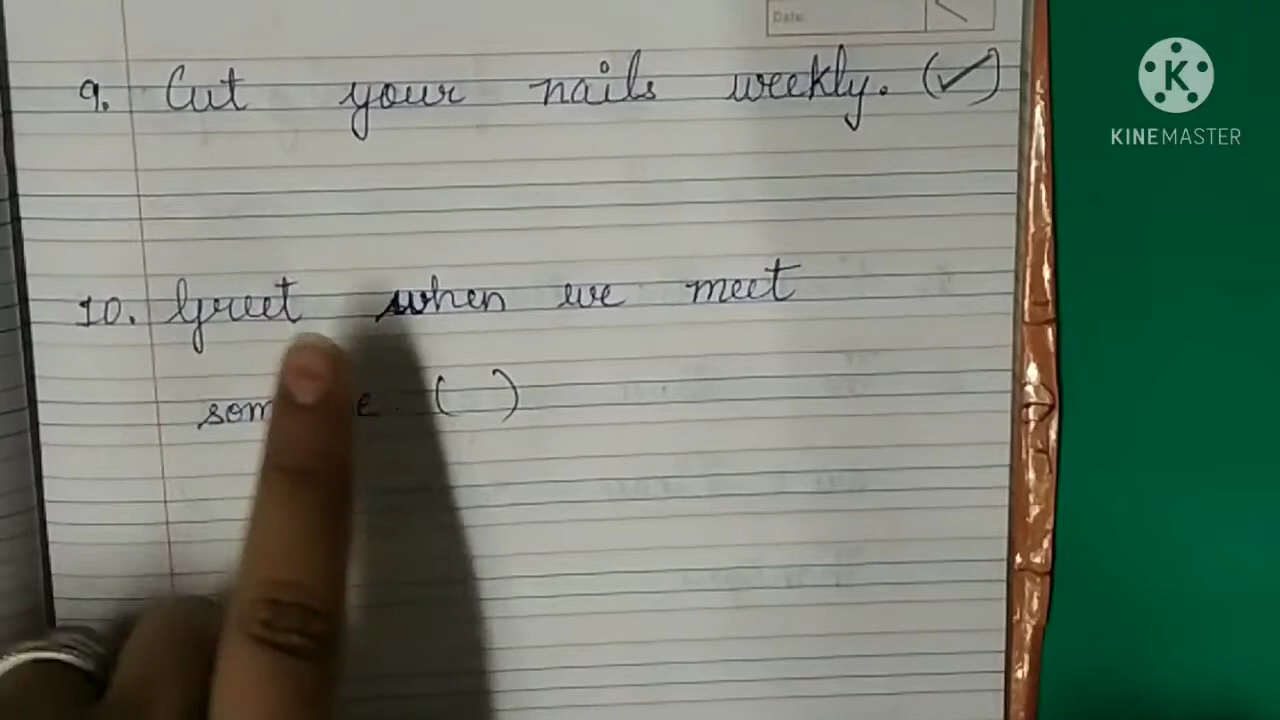 Date:
9. Cut your nails weekly. (✓)
10. Greet when we meet
( )
K
KINEMASTER